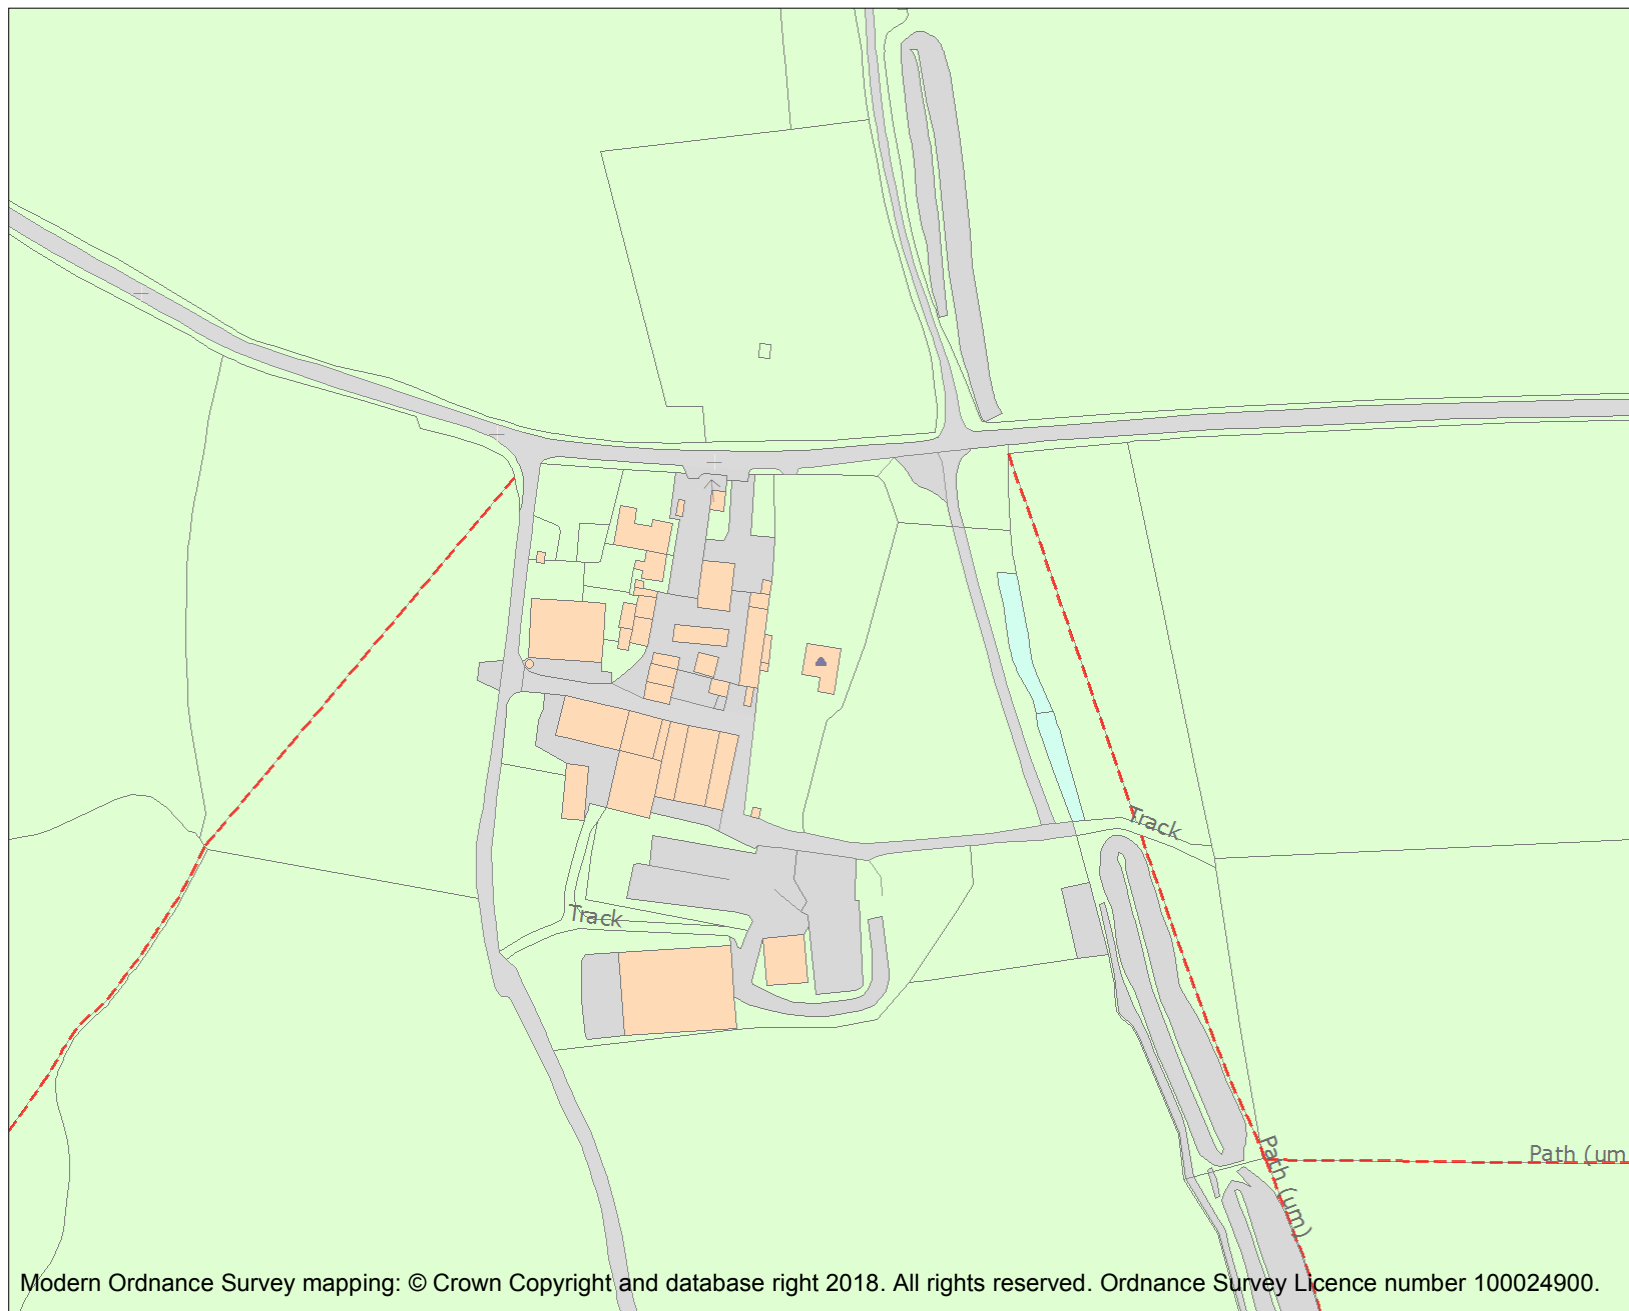 Track
Track
Path (um
Path (um)
Modern Ordnance Survey mapping: © Crown Copyright and database right 2018. All rights reserved. Ordnance Survey Licence number 100024900.